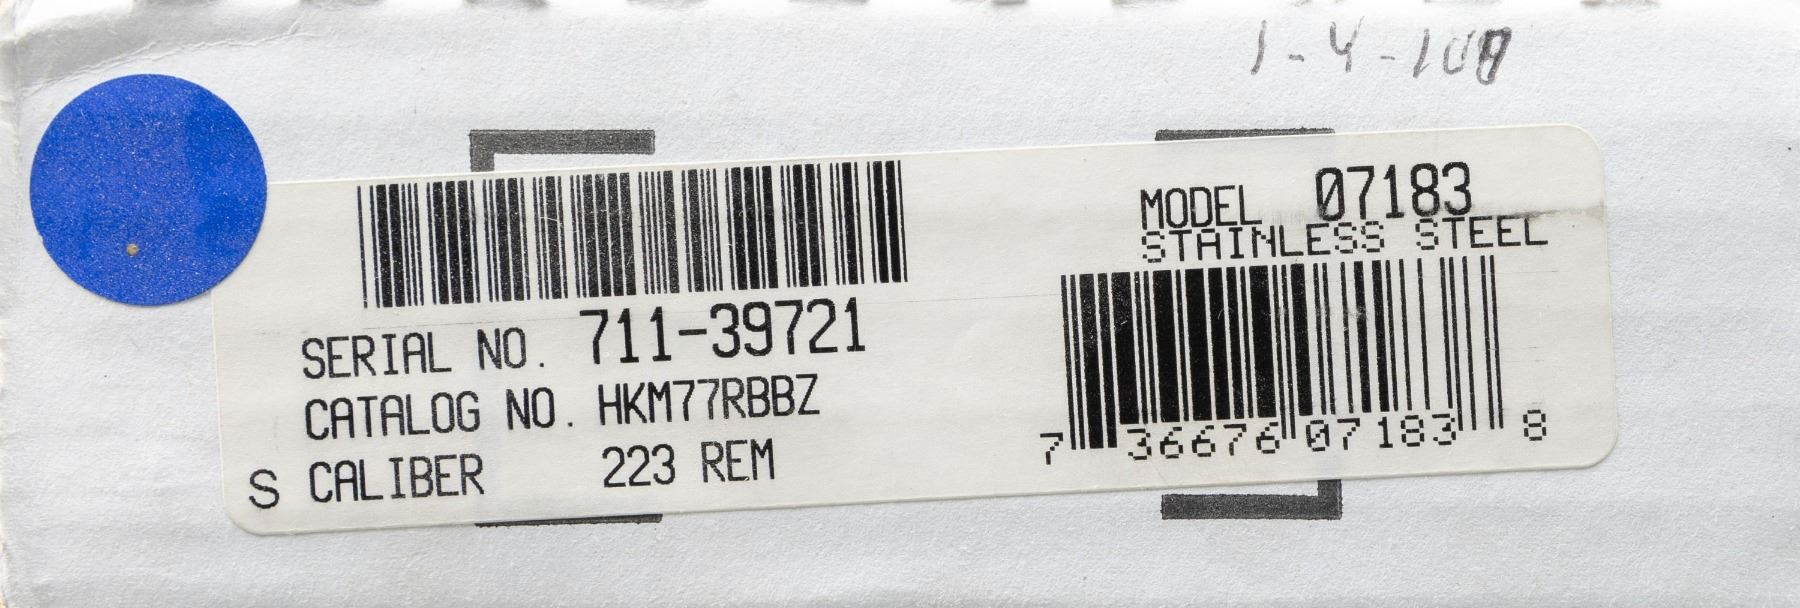 1-4-100
MODEL 07183
STAINLESS STEEL
SERIAL NO. 711-39721
CATALOG NO. HKM77RBBZ
S CALIBER 223 REM
7 36676 07183 8